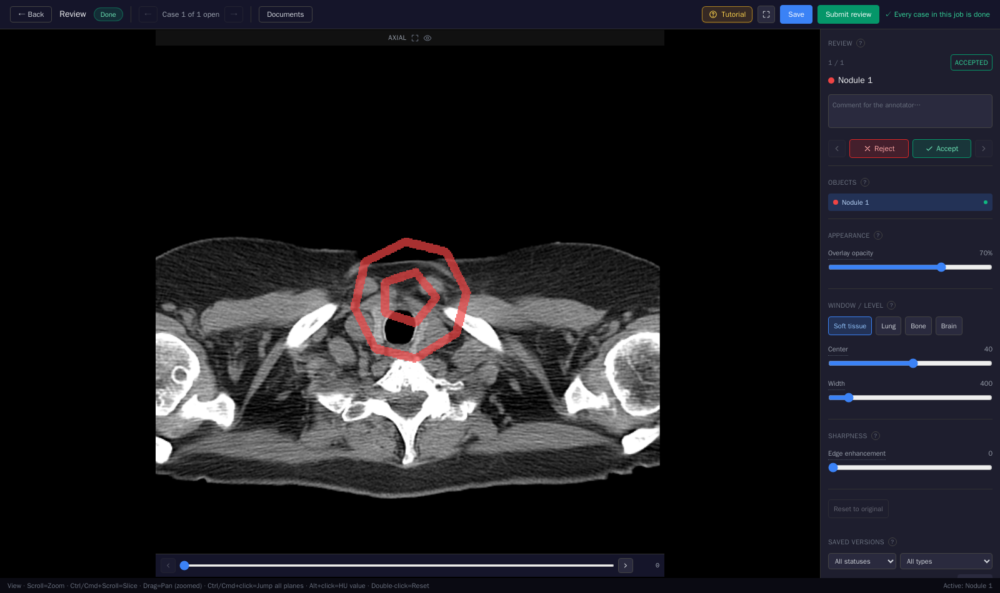 ← Back Review Done ← Case 1 of 1 open → Documents Tutorial Save Submit review ✓ Every case in this job is done
AXIAL
REVIEW ?
1 / 1 ACCEPTED
Nodule 1
Comment for the annotator…
Reject Accept
OBJECTS ?
Nodule 1
APPEARANCE ?
Overlay opacity 70%
WINDOW / LEVEL ?
Soft tissue Lung Bone Brain
Center 40
Width 400
SHARPNESS ?
Edge enhancement 0
Reset to original
SAVED VERSIONS ?
All statuses All types
0
View · Scroll=Zoom · Ctrl/Cmd+Scroll=Slice · Drag=Pan (zoomed) · Ctrl/Cmd+click=Jump all planes · Alt+click=HU value · Double-click=Reset Active: Nodule 1